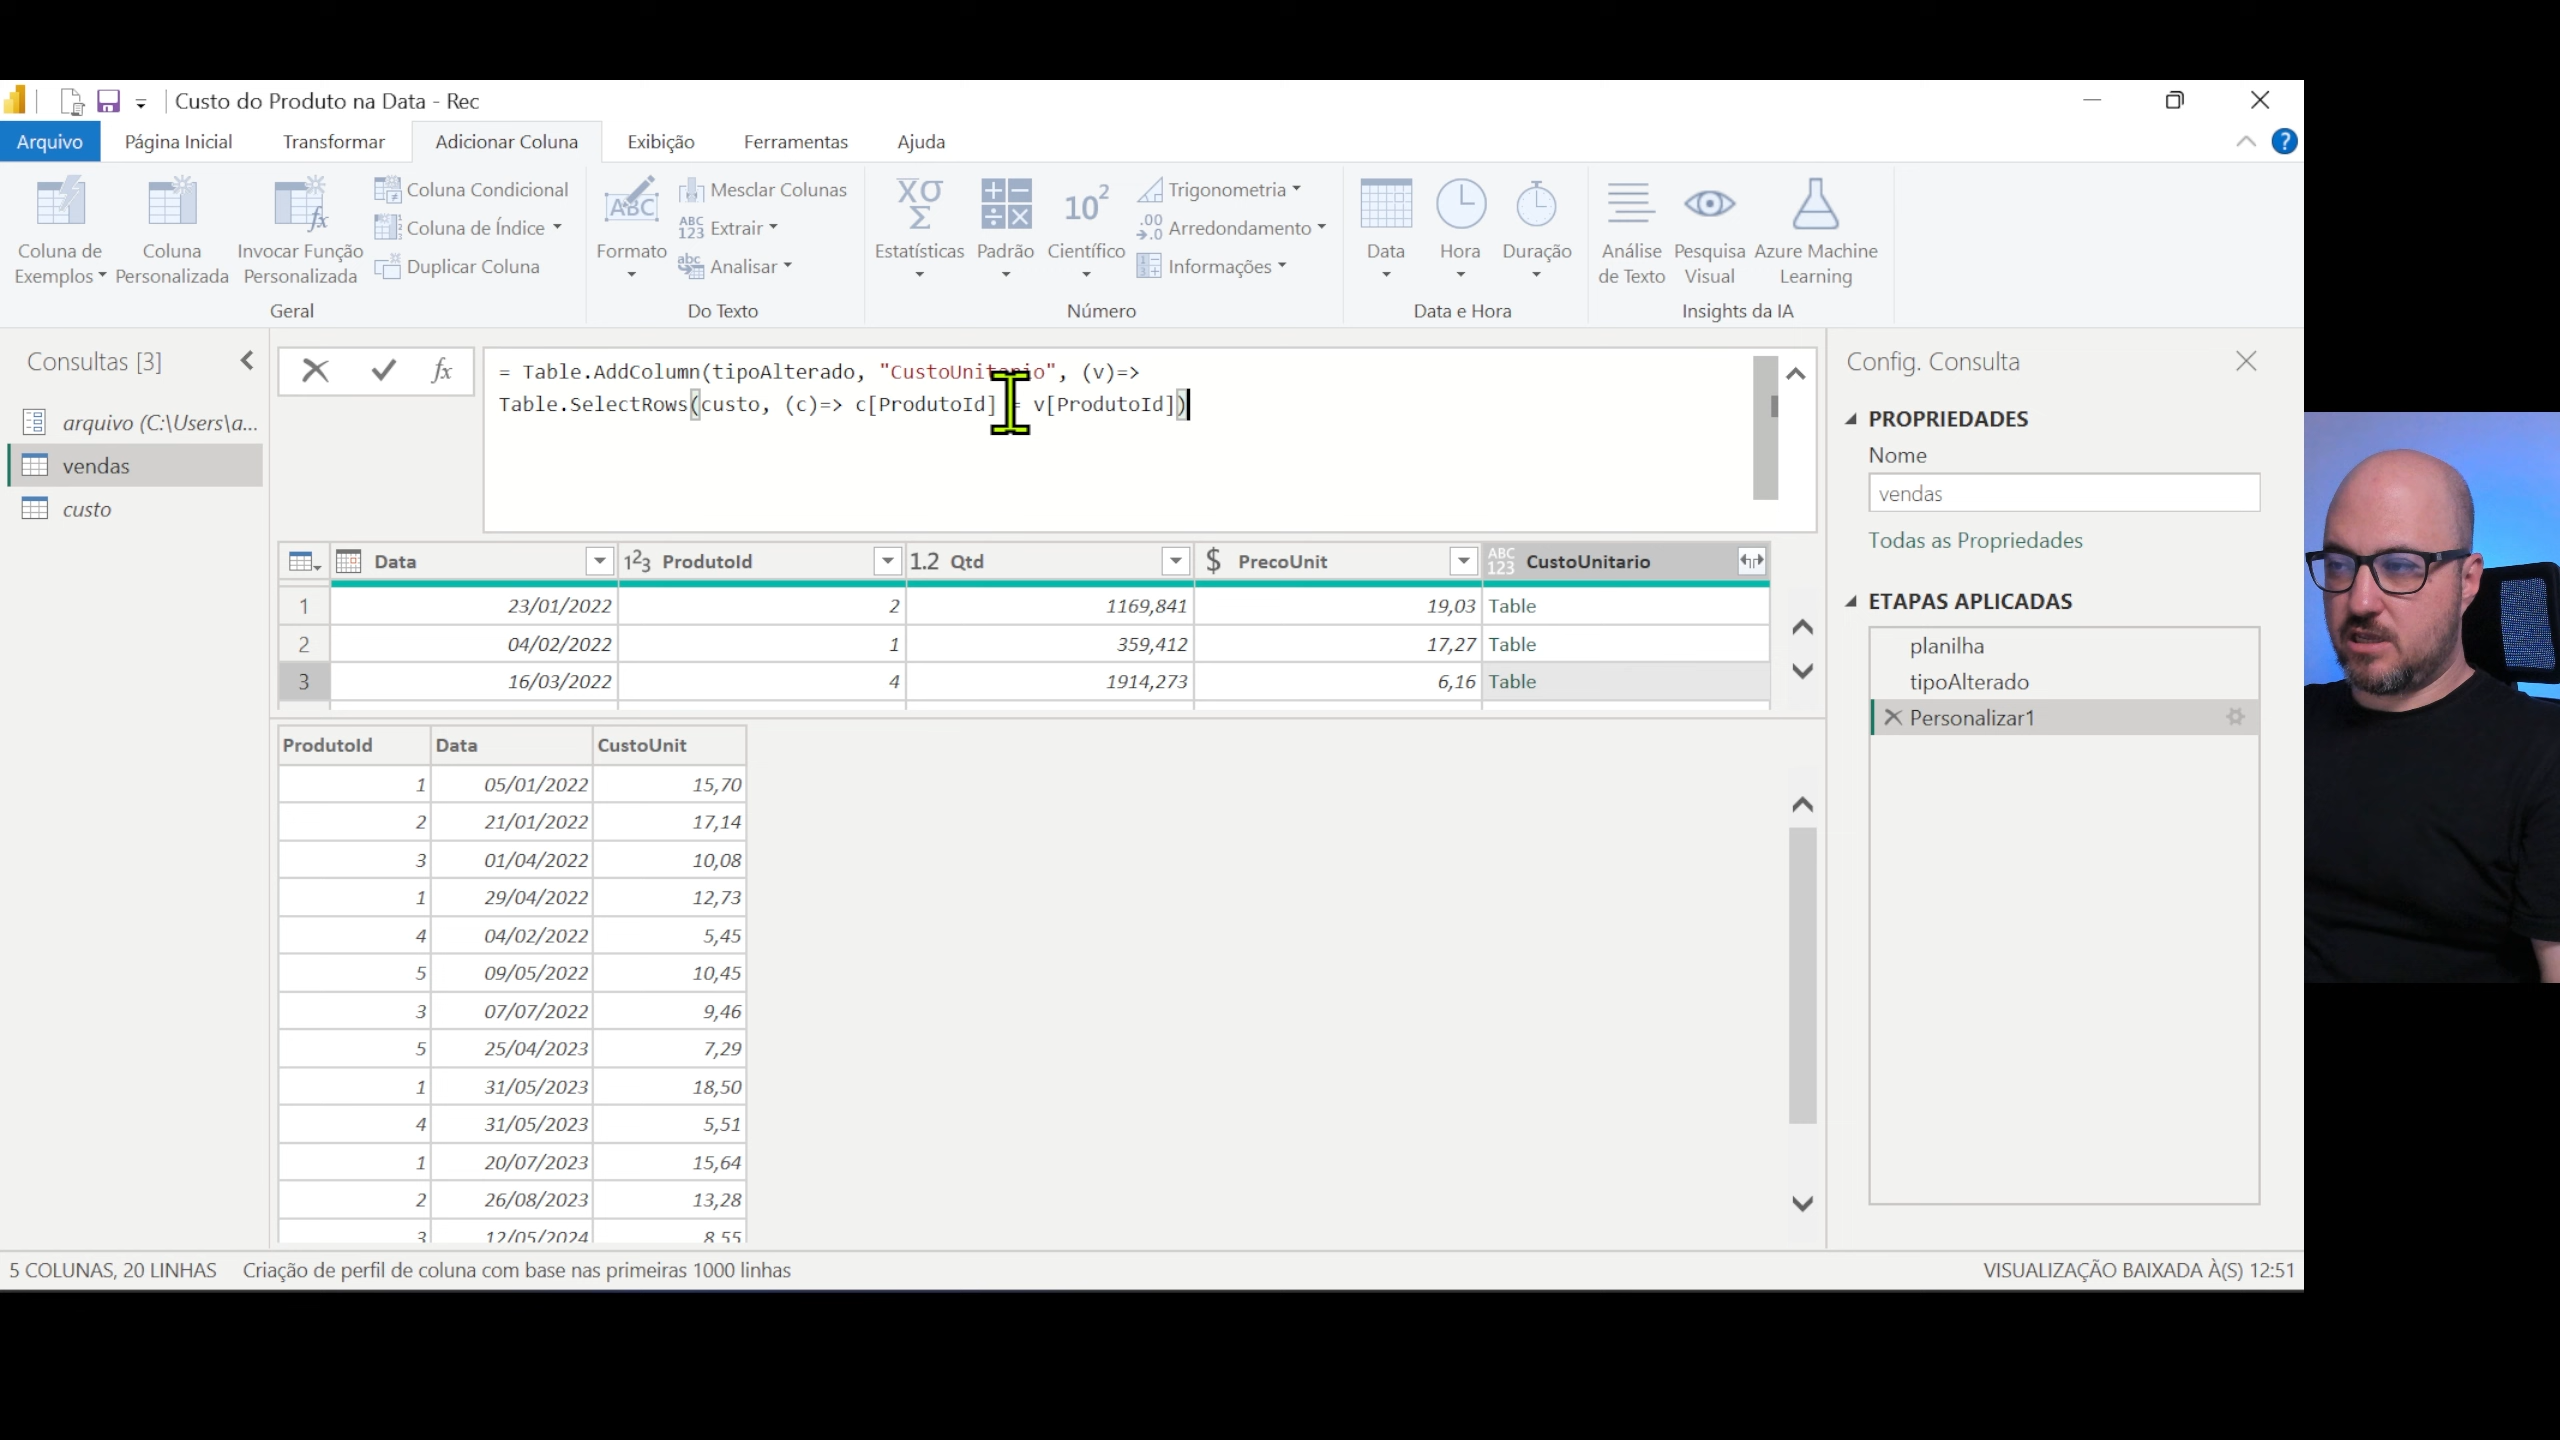 Custo do Produto na Data - Rec
Arquivo
Página Inicial
Transformar
Adicionar Coluna
Exibição
Ferramentas
Ajuda
Coluna de Exemplos
Coluna Personalizada
Invocar Função Personalizada
Coluna Condicional
Coluna de Índice
Duplicar Coluna
Geral
Formato
Mesclar Colunas
Extrair
Analisar
Do Texto
Estatísticas
Padrão
Científico
Trigonometria
Arredondamento
Informações
Número
Data
Hora
Duração
Data e Hora
Análise de Texto
Pesquisa Visual
Azure Machine Learning
Insights da IA
Consultas [3]
arquivo (C:\Users\a...
vendas
custo
= Table.AddColumn(tipoAlterado, "CustoUnitario", (v)=>
Table.SelectRows(custo, (c)=> c[ProdutoId] = v[ProdutoId])
Data ProdutoId Qtd PrecoUnit CustoUnitario
1 23/01/2022 2 1169,841 19,03 Table
2 04/02/2022 1 359,412 17,27 Table
3 16/03/2022 4 1914,273 6,16 Table
ProdutoId Data CustoUnit
1 05/01/2022 15,70
2 21/01/2022 17,14
3 01/04/2022 10,08
1 29/04/2022 12,73
4 04/02/2022 5,45
5 09/05/2022 10,45
3 07/07/2022 9,46
5 25/04/2023 7,29
1 31/05/2023 18,50
4 31/05/2023 5,51
1 20/07/2023 15,64
2 26/08/2023 13,28
3 12/05/2024 8,55
Config. Consulta
PROPRIEDADES
Nome
vendas
Todas as Propriedades
ETAPAS APLICADAS
planilha
tipoAlterado
Personalizar1
5 COLUNAS, 20 LINHAS
Criação de perfil de coluna com base nas primeiras 1000 linhas
VISUALIZAÇÃO BAIXADA À(S) 12:51